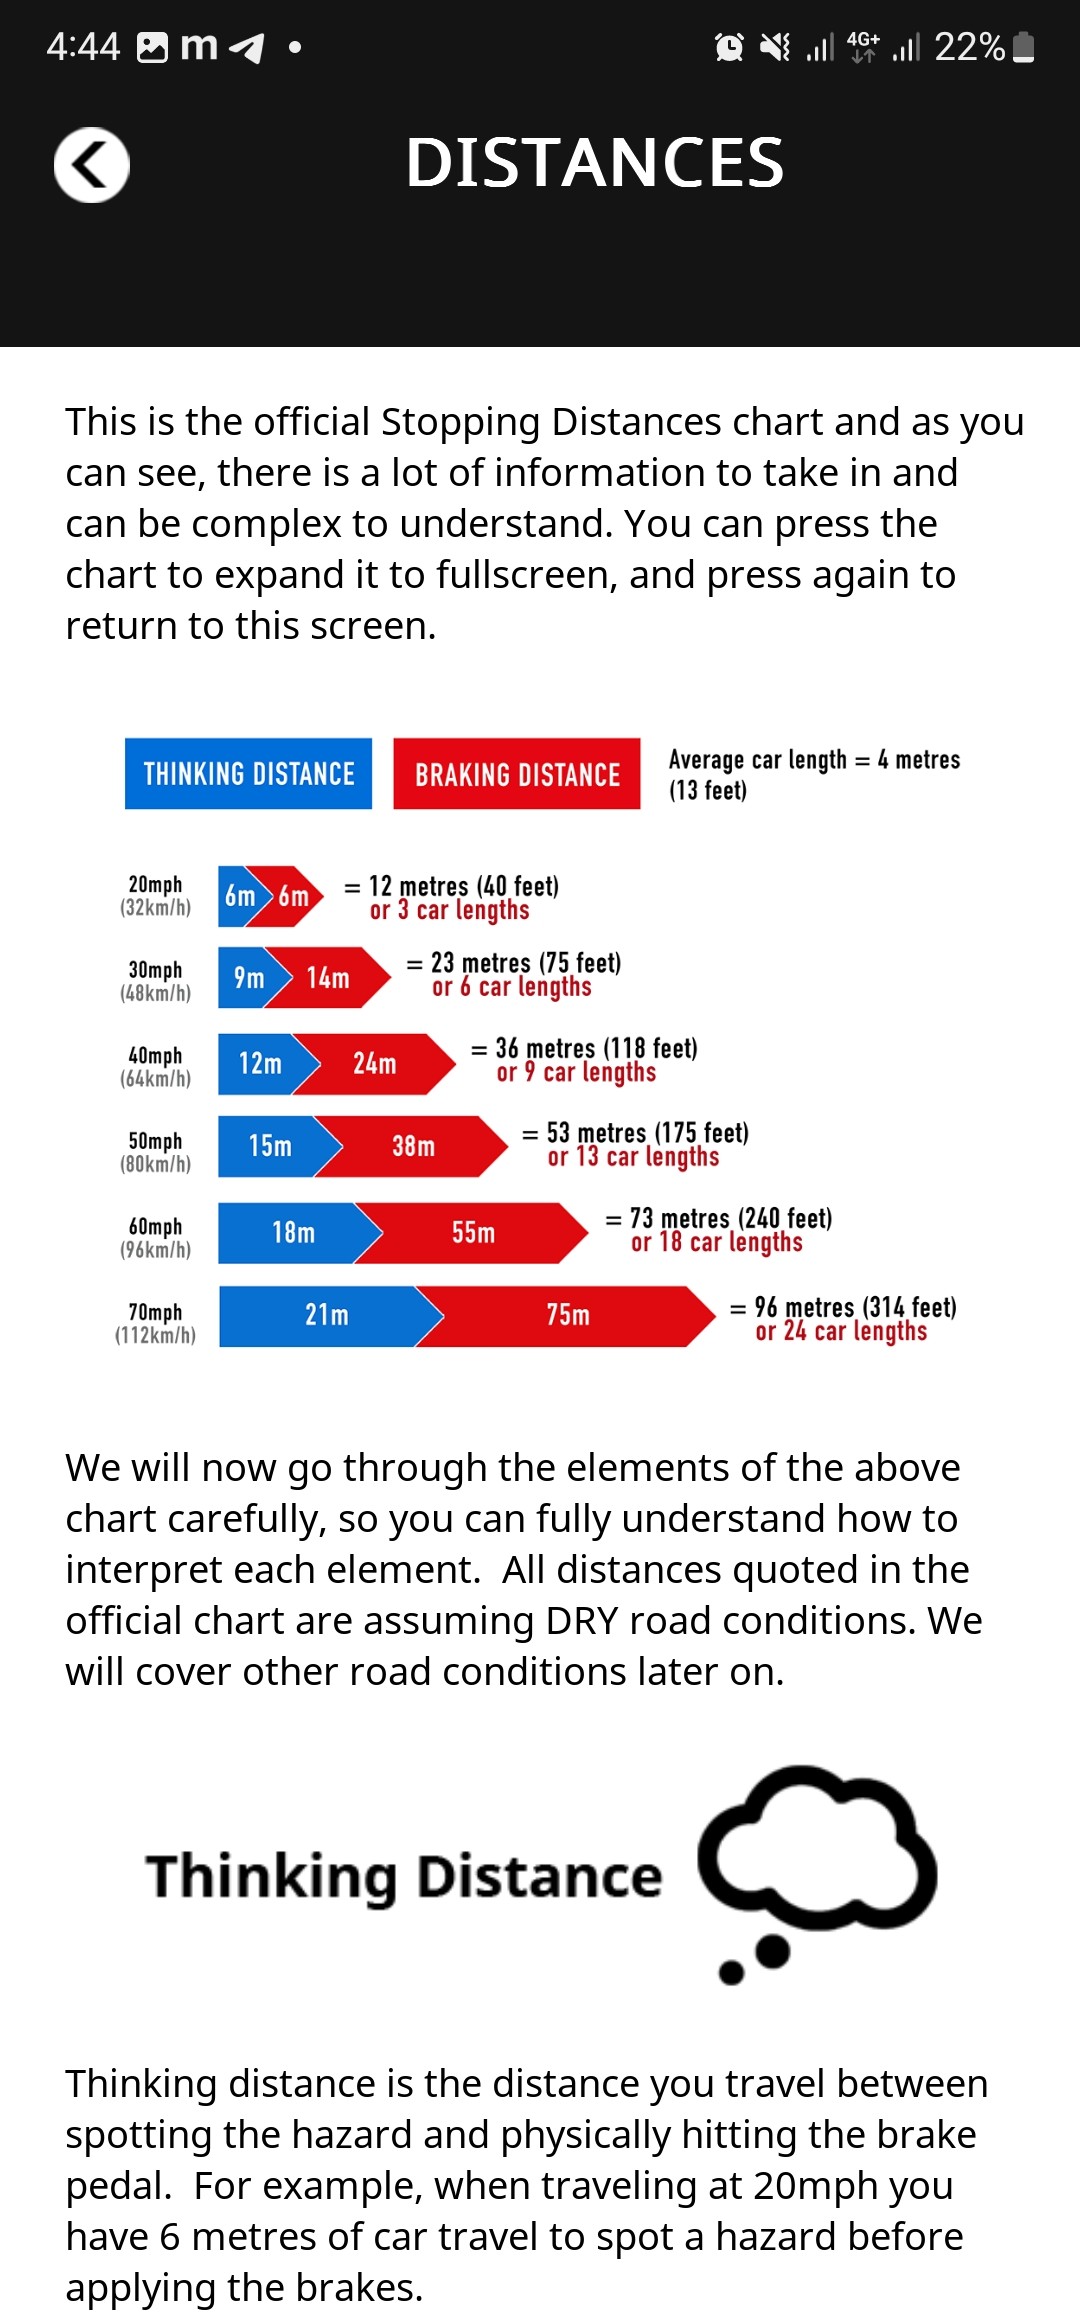 4:44 m 4G+ 22%
DISTANCES
This is the official Stopping Distances chart and as you
can see, there is a lot of information to take in and
can be complex to understand. You can press the
chart to expand it to fullscreen, and press again to
return to this screen.
THINKING DISTANCE BRAKING DISTANCE Average car length = 4 metres
(13 feet)
20mph 6m 6m = 12 metres (40 feet)
(32km/h) or 3 car lengths
30mph 9m 14m = 23 metres (75 feet)
(48km/h) or 6 car lengths
40mph 12m 24m = 36 metres (118 feet)
(64km/h) or 9 car lengths
50mph 15m 38m = 53 metres (175 feet)
(80km/h) or 13 car lengths
60mph 18m 55m = 73 metres (240 feet)
(96km/h) or 18 car lengths
70mph 21m 75m = 96 metres (314 feet)
(112km/h) or 24 car lengths
We will now go through the elements of the above
chart carefully, so you can fully understand how to
interpret each element.  All distances quoted in the
official chart are assuming DRY road conditions. We
will cover other road conditions later on.
Thinking Distance
Thinking distance is the distance you travel between
spotting the hazard and physically hitting the brake
pedal.  For example, when traveling at 20mph you
have 6 metres of car travel to spot a hazard before
applying the brakes.